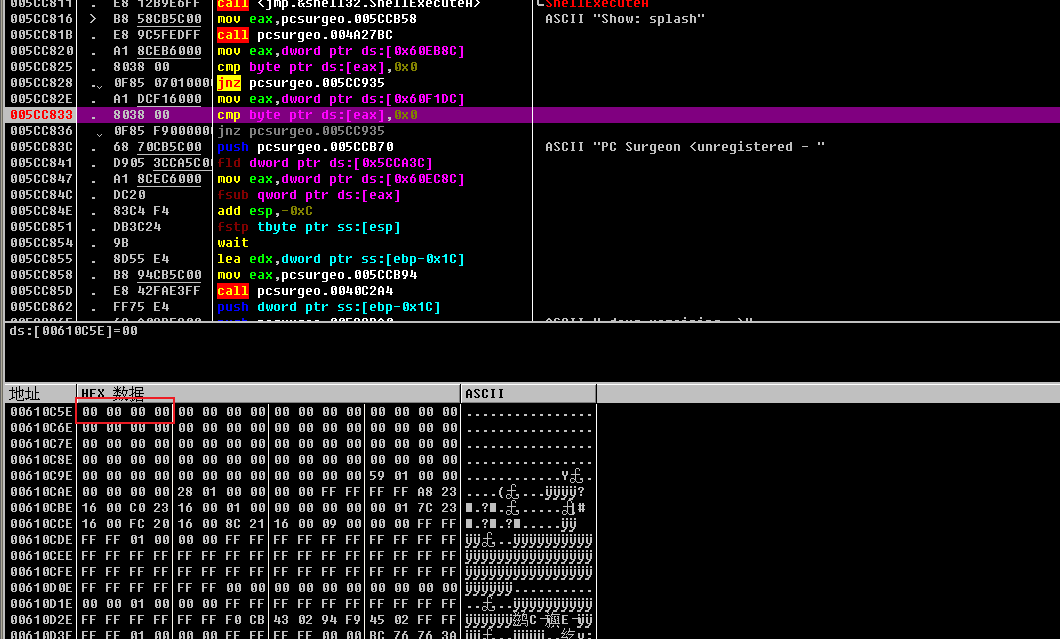 005CC811 . E8 12B9E6FF call <jmp.&shell32.ShellExecuteA> ShellExecuteA
005CC816 > B8 58CB5C00 mov eax,pcsurgeo.005CCB58 ASCII "Show: splash"
005CC81B . E8 9C5FEDFF call pcsurgeo.004A27BC
005CC820 . A1 8CEB6000 mov eax,dword ptr ds:[0x60EB8C]
005CC825 . 8038 00 cmp byte ptr ds:[eax],0x0
005CC828 . 0F85 0701000 jnz pcsurgeo.005CC935
005CC82E . A1 DCF16000 mov eax,dword ptr ds:[0x60F1DC]
005CC833 . 8038 00 cmp byte ptr ds:[eax],0x0
005CC836 . 0F85 F900000 jnz pcsurgeo.005CC935
005CC83C . 68 70CB5C00 push pcsurgeo.005CCB70 ASCII "PC Surgeon <unregistered - "
005CC841 . D905 3CCA5C0 fld dword ptr ds:[0x5CCA3C]
005CC847 . A1 8CEC6000 mov eax,dword ptr ds:[0x60EC8C]
005CC84C . DC20 fsub qword ptr ds:[eax]
005CC84E . 83C4 F4 add esp,-0xC
005CC851 . DB3C24 fstp tbyte ptr ss:[esp]
005CC854 . 9B wait
005CC858 . 8D55 E4 lea edx,dword ptr ss:[ebp-0x1C]
005CC858 . B8 94CB5C00 mov eax,pcsurgeo.005CCB94
005CC85D . E8 42FAE3FF call pcsurgeo.0040C2A4
005CC862 . FF75 E4 push dword ptr ss:[ebp-0x1C]
ds:[00610C5E]=00
地址 HEX 数据 ASCII
00610C5E 00 00 00 00 00 00 00 00 00 00 00 00 00 00 00 00 ................
00610C6E 00 00 00 00 00 00 00 00 00 00 00 00 00 00 00 00 ................
00610C7E 00 00 00 00 00 00 00 00 00 00 00 00 00 00 00 00 ................
00610C8E 00 00 00 00 00 00 00 00 00 00 00 00 00 00 00 00 ................
00610C9E 00 00 00 00 00 00 00 00 00 00 00 00 59 01 00 00 ............Y
00610CAE 00 00 00 00 28 01 00 00 00 00 FF FF FF FF A8 23 ....(
00610CBE 16 00 C0 23 16 00 01 00 00 00 00 00 00 01 7C 23
00610CCE 16 00 FC 20 16 00 8C 21 16 00 09 00 00 00 FF FF
00610CDE FF FF 01 00 00 00 FF FF FF FF FF FF FF FF FF FF
00610CEE FF FF FF FF FF FF FF FF FF FF FF FF FF FF FF FF ÿÿÿÿÿÿÿÿÿÿÿÿÿÿÿÿ
00610CFE FF FF FF FF FF FF FF FF FF FF FF FF FF FF FF FF ÿÿÿÿÿÿÿÿÿÿÿÿÿÿÿÿ
00610D0E FF FF FF FF FF FF 00 00 00 00 00 00 00 00 00 00 ÿÿÿÿÿÿ..........
00610D1E 00 00 01 00 00 00 FF FF FF FF FF FF FF FF FF FF
00610D2E FF FF FF FF FF FF F0 CB 43 02 94 F9 45 02 FF FF
00610D3E FF FF 01 00 00 00 FF FF FF FF 00 00 BC 76 76 30